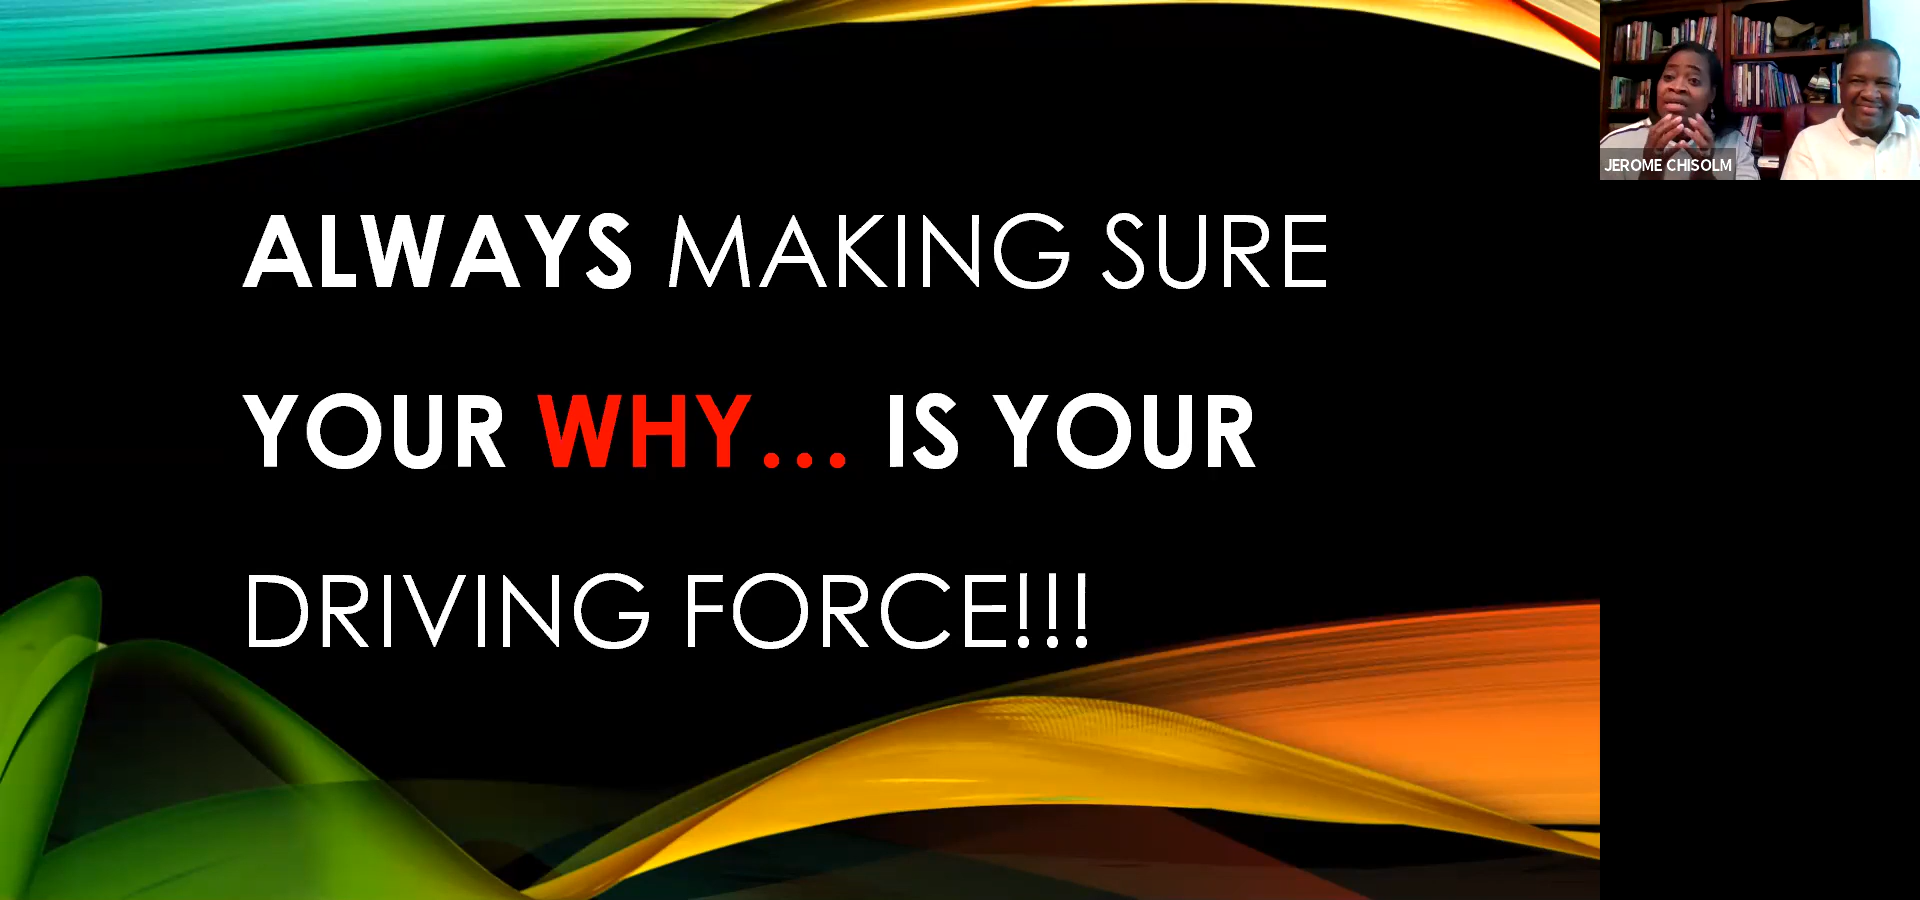 ALWAYS MAKING SURE
YOUR WHY... IS YOUR
DRIVING FORCE!!!
JEROME CHISOLM